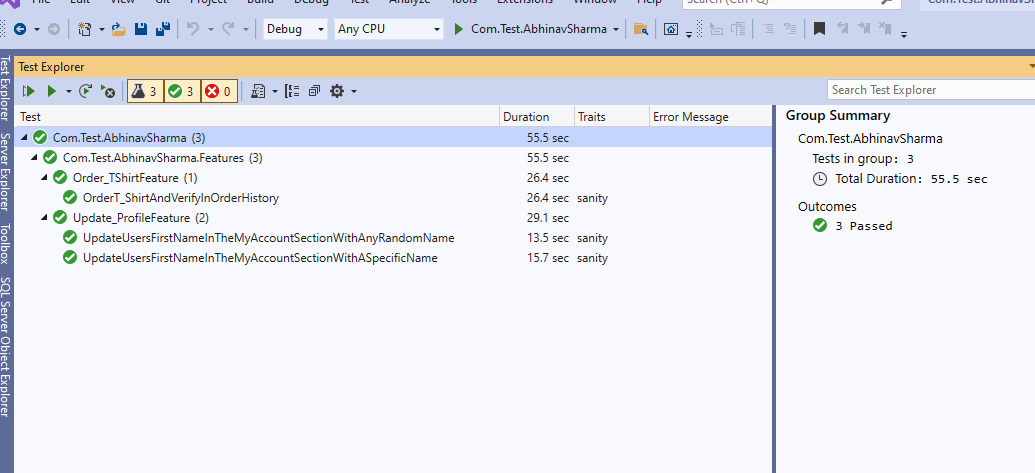 File View Git Project Build Debug Test Analyze Tools Extensions Window Help Search (Ctrl+Q)
Debug Any CPU Com.Test.AbhinavSharma
Test Explorer
3 3 0 Search Test Explorer
Test Duration Traits Error Message
Com.Test.AbhinavSharma (3) 55.5 sec
Com.Test.AbhinavSharma.Features (3) 55.5 sec
Order_TShirtFeature (1) 26.4 sec
OrderT_ShirtAndVerifyInOrderHistory 26.4 sec sanity
Update_ProfileFeature (2) 29.1 sec
UpdateUsersFirstNameInTheMyAccountSectionWithAnyRandomName 13.5 sec sanity
UpdateUsersFirstNameInTheMyAccountSectionWithASpecificName 15.7 sec sanity
Group Summary
Com.Test.AbhinavSharma
Tests in group: 3
Total Duration: 55.5 sec
Outcomes
3 Passed
Test Explorer
Server Explorer
Toolbox
SQL Server Object Explorer